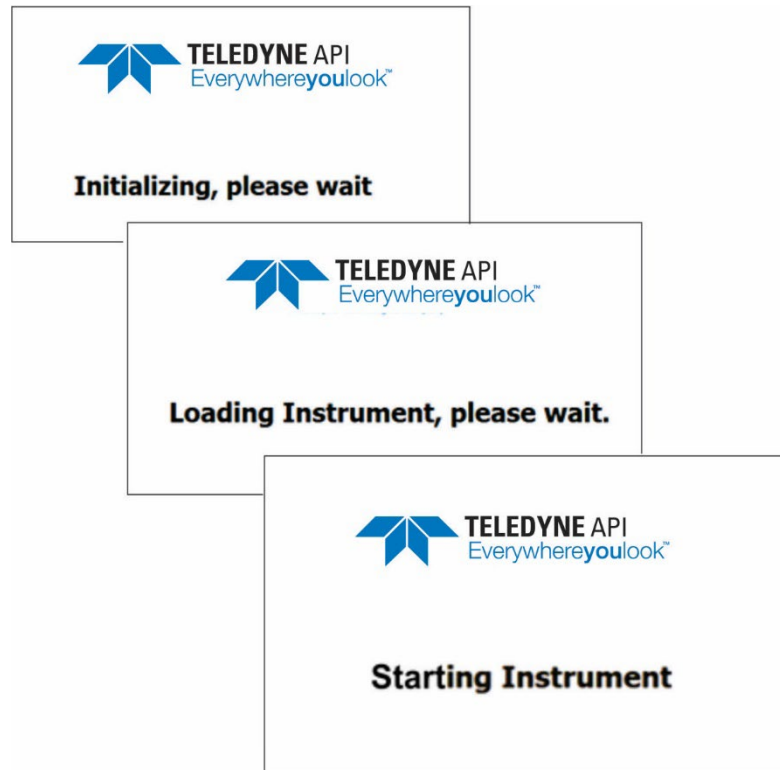 TELEDYNE API
Everywhereyoulook™
Initializing, please wait
TELEDYNE API
Everywhereyoulook™
Loading Instrument, please wait.
TELEDYNE API
Everywhereyoulook™
Starting Instrument